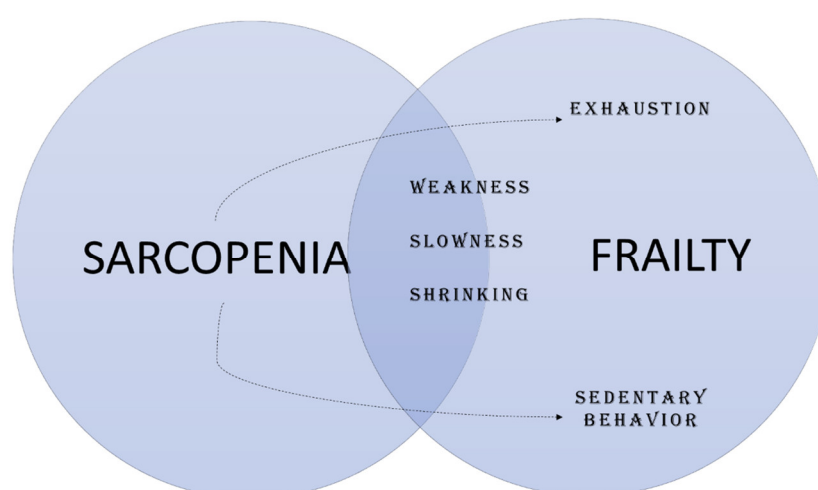 EXHAUSTION
WEAKNESS
SLOWNESS
SARCOPENIA
FRAILTY
SHRINKING
SEDENTARY
BEHAVIOR